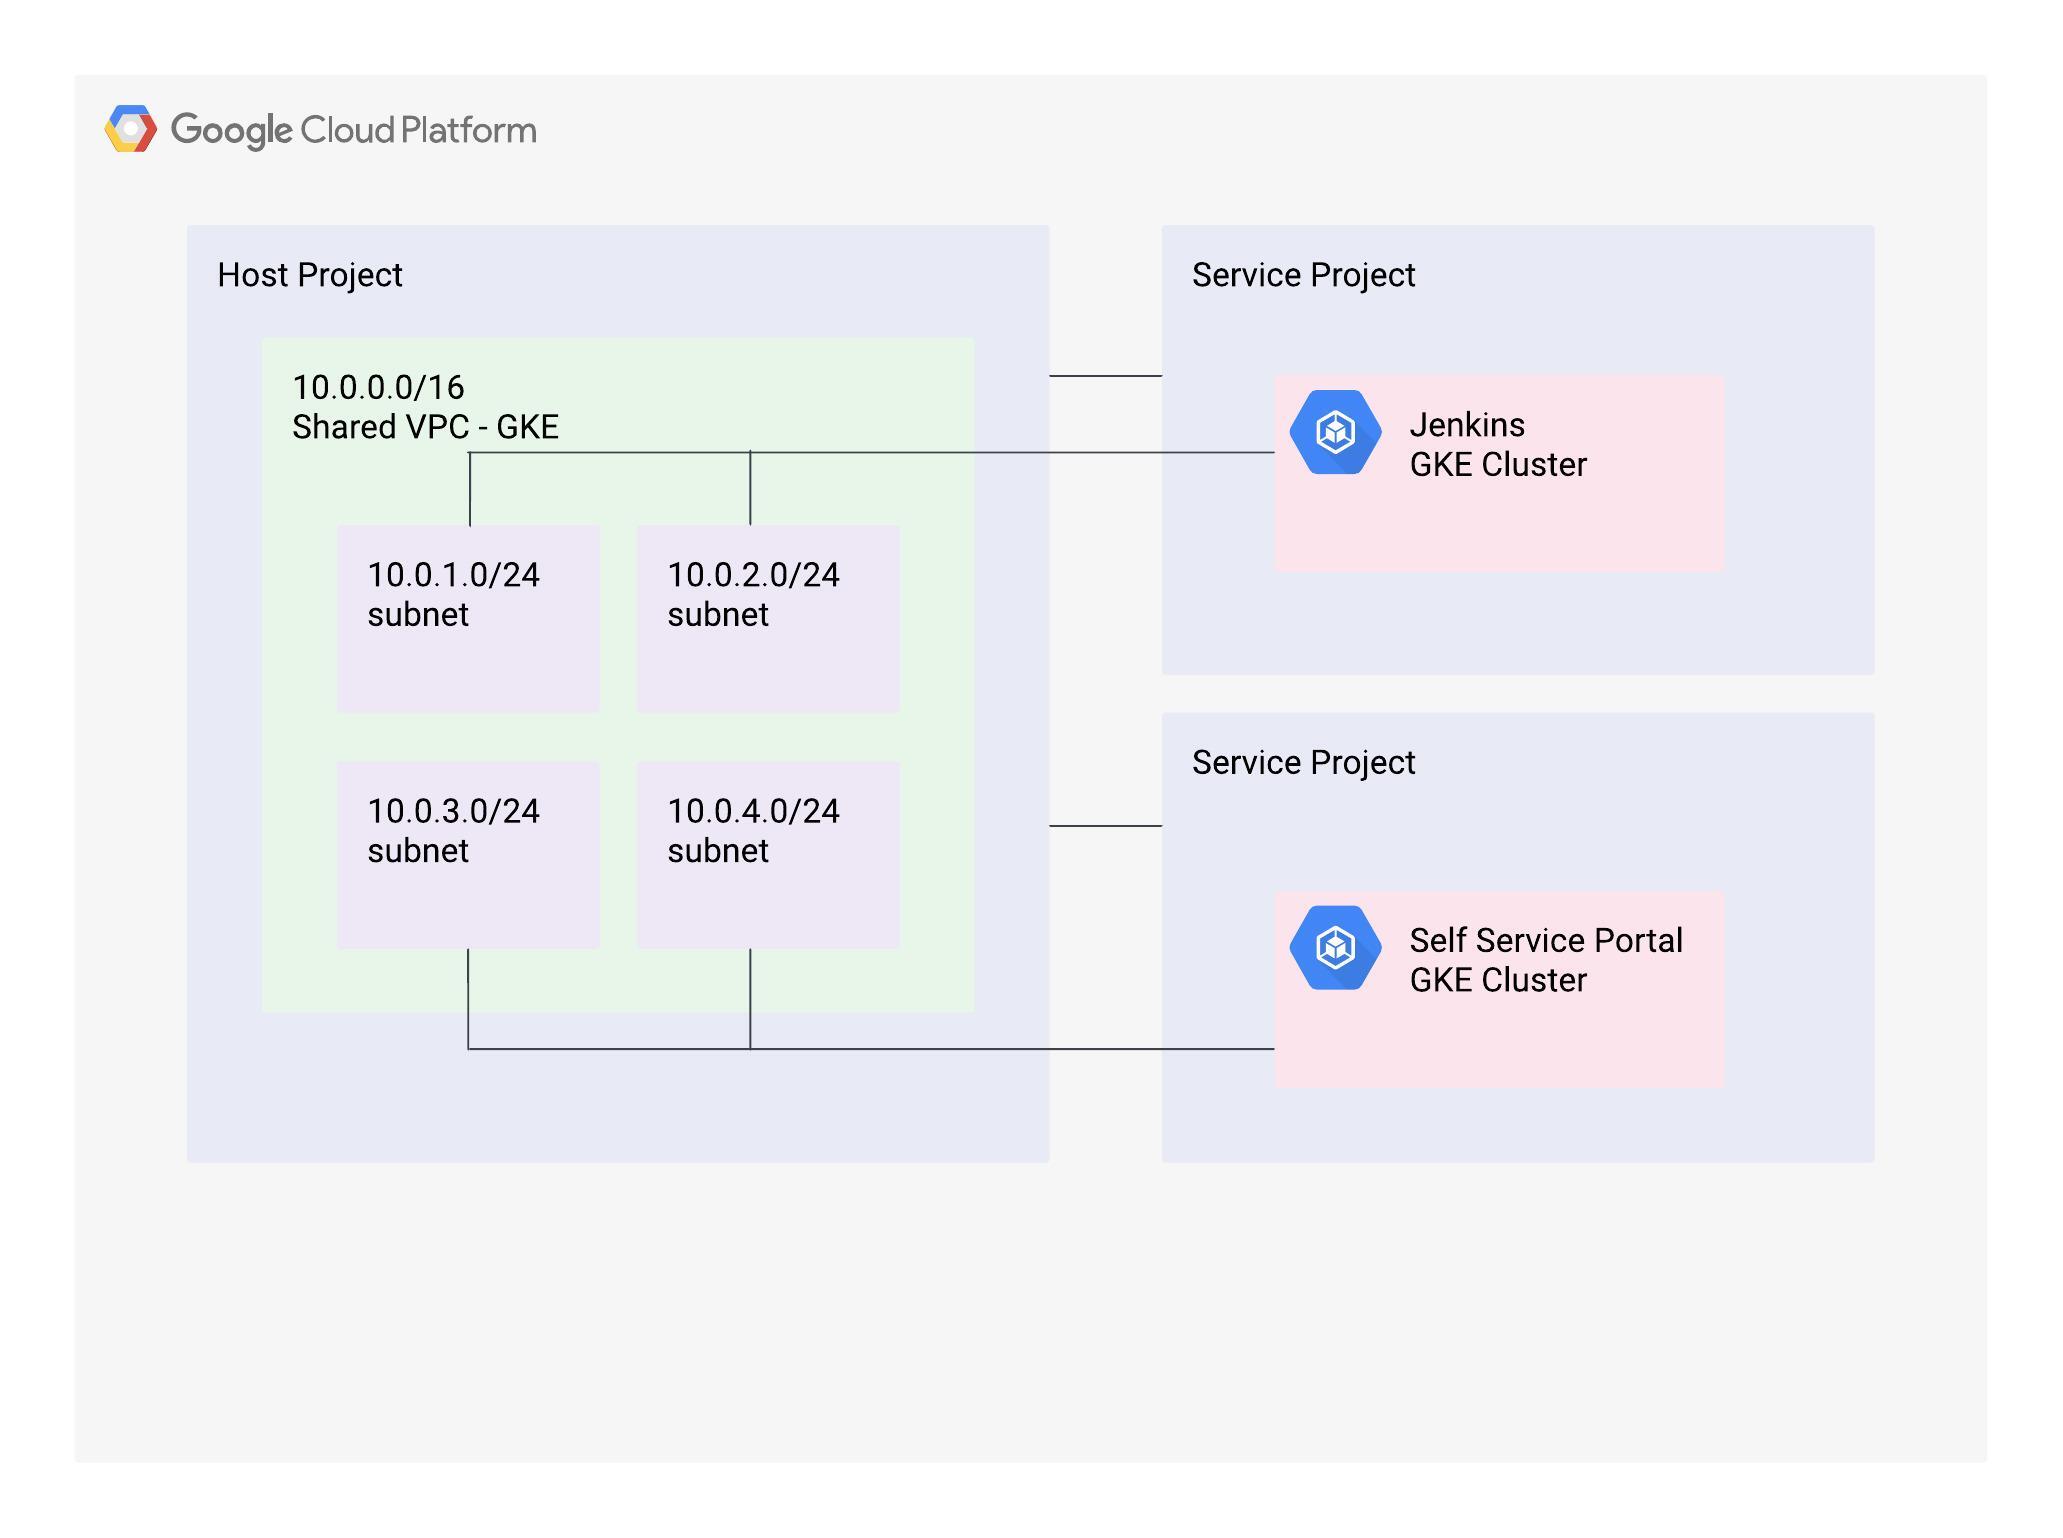 Google Cloud Platform
Host Project
10.0.0.0/16
Shared VPC - GKE
10.0.1.0/24
subnet
10.0.2.0/24
subnet
10.0.3.0/24
subnet
10.0.4.0/24
subnet
Service Project
Jenkins
GKE Cluster
Service Project
Self Service Portal
GKE Cluster